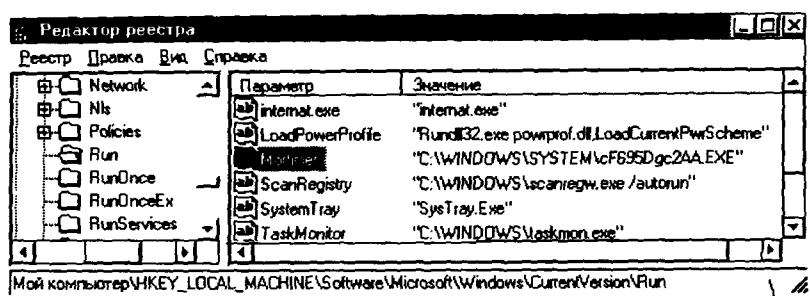 Редактор реестра
Реестр Правка Вид Справка
Network
Nls
Policies
Run
RunOnce
RunOnceEx
RunServices
Параметр Значение
internat.exe "internat.exe"
LoadPowerProfile "Rundll32.exe powrprof.dll,LoadCurrentPwrScheme"
"C:\WINDOWS\SYSTEM\cF695Dgc2AA.EXE"
ScanRegistry "C:\WINDOWS\scanregw.exe /autorun"
SystemTray "SysTray.Exe"
TaskMonitor "C:\WINDOWS\taskmon.exe"
Мой компьютер\HKEY_LOCAL_MACHINE\Software\Microsoft\Windows\CurrentVersion\Run